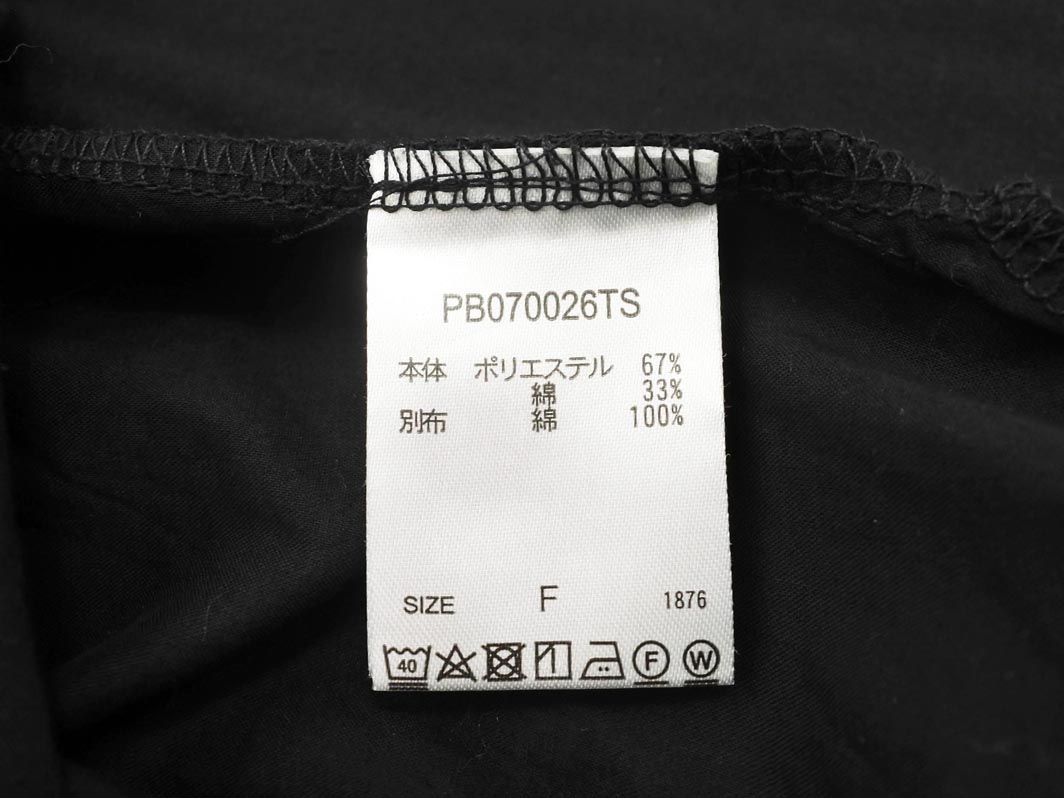 PB070026TS
本体 ポリエステル 67%
綿 33%
別布 綿 100%
SIZE F 1876
40 F W